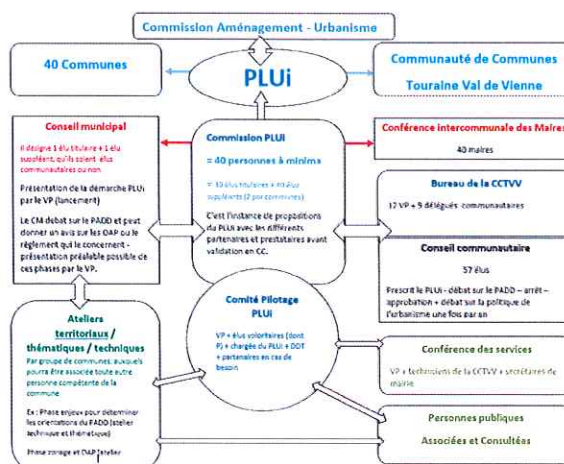 Commission Aménagement - Urbanisme
40 Communes
PLUi
Communauté de Communes
Touraine Val de Vienne
Conseil municipal
Il désigne 1 élu titulaire + 1 élu
suppléant, qu'ils soient élus
communautaires ou non
Présentation de la démarche PLUi
par le VP (lancement)
Le CM débat sur le PADD et peut
donner un avis sur les OAP ou le
règlement qui le concernent -
présentation préalable possible de
ces phases par le VP.
Commission PLUi
= 40 personnes à minima
élus titulaires + élus
suppléants (2 par communes)
C'est l'instance de propositions
du PLUi avec les différents
partenaires et prestataires avant
validation en CC.
Conférence intercommunale des Maires
40 maires
Bureau de la CCTVV
12 VP + 9 délégués communautaires
Conseil communautaire
57 élus
Prescrit le PLUi - débat sur le PADD – arrêt –
approbation + débat sur la politique de
l'urbanisme une fois par an
Ateliers
territoriaux /
thématiques / techniques
Par groupe de communes, auxquels
pourra être associée toute autre
personne compétente de la
commune
Ex : Phase enjeux pour déterminer
les orientations du PADD (atelier
technique et thématique)
Phase zonage et OAP (atelier
Comité Pilotage
PLUi
VP + élus volontaires (dont
P) + chargée du PLUi + DDT
+ partenaires en cas de
besoin
Conférence des services
VP + techniciens de la CCTVV + secrétaires de
mairie
Personnes publiques
Associées et Consultées